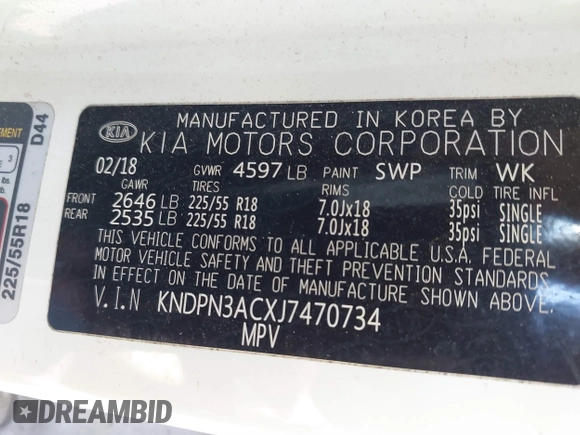 MANUFACTURED IN KOREA BY
KIA KIA MOTORS CORPORATION
02/18 GVWR 4597 LB PAINT SWP TRIM WK
GAWR TIRES RIMS COLD TIRE INFL
FRONT 2646 LB 225/55 R18 7.0Jx18 35psi SINGLE
REAR 2535 LB 225/55 R18 7.0Jx18 35psi SINGLE
THIS VEHICLE CONFORMS TO ALL APPLICABLE U.S.A. FEDERAL
MOTOR VEHICLE SAFETY AND THEFT PREVENTION STANDARDS
IN EFFECT ON THE DATE OF MANUFACTURE SHOWN ABOVE.
V.I.N KNDPN3ACXJ7470734
MPV
D44
225/55R18
DREAMBID